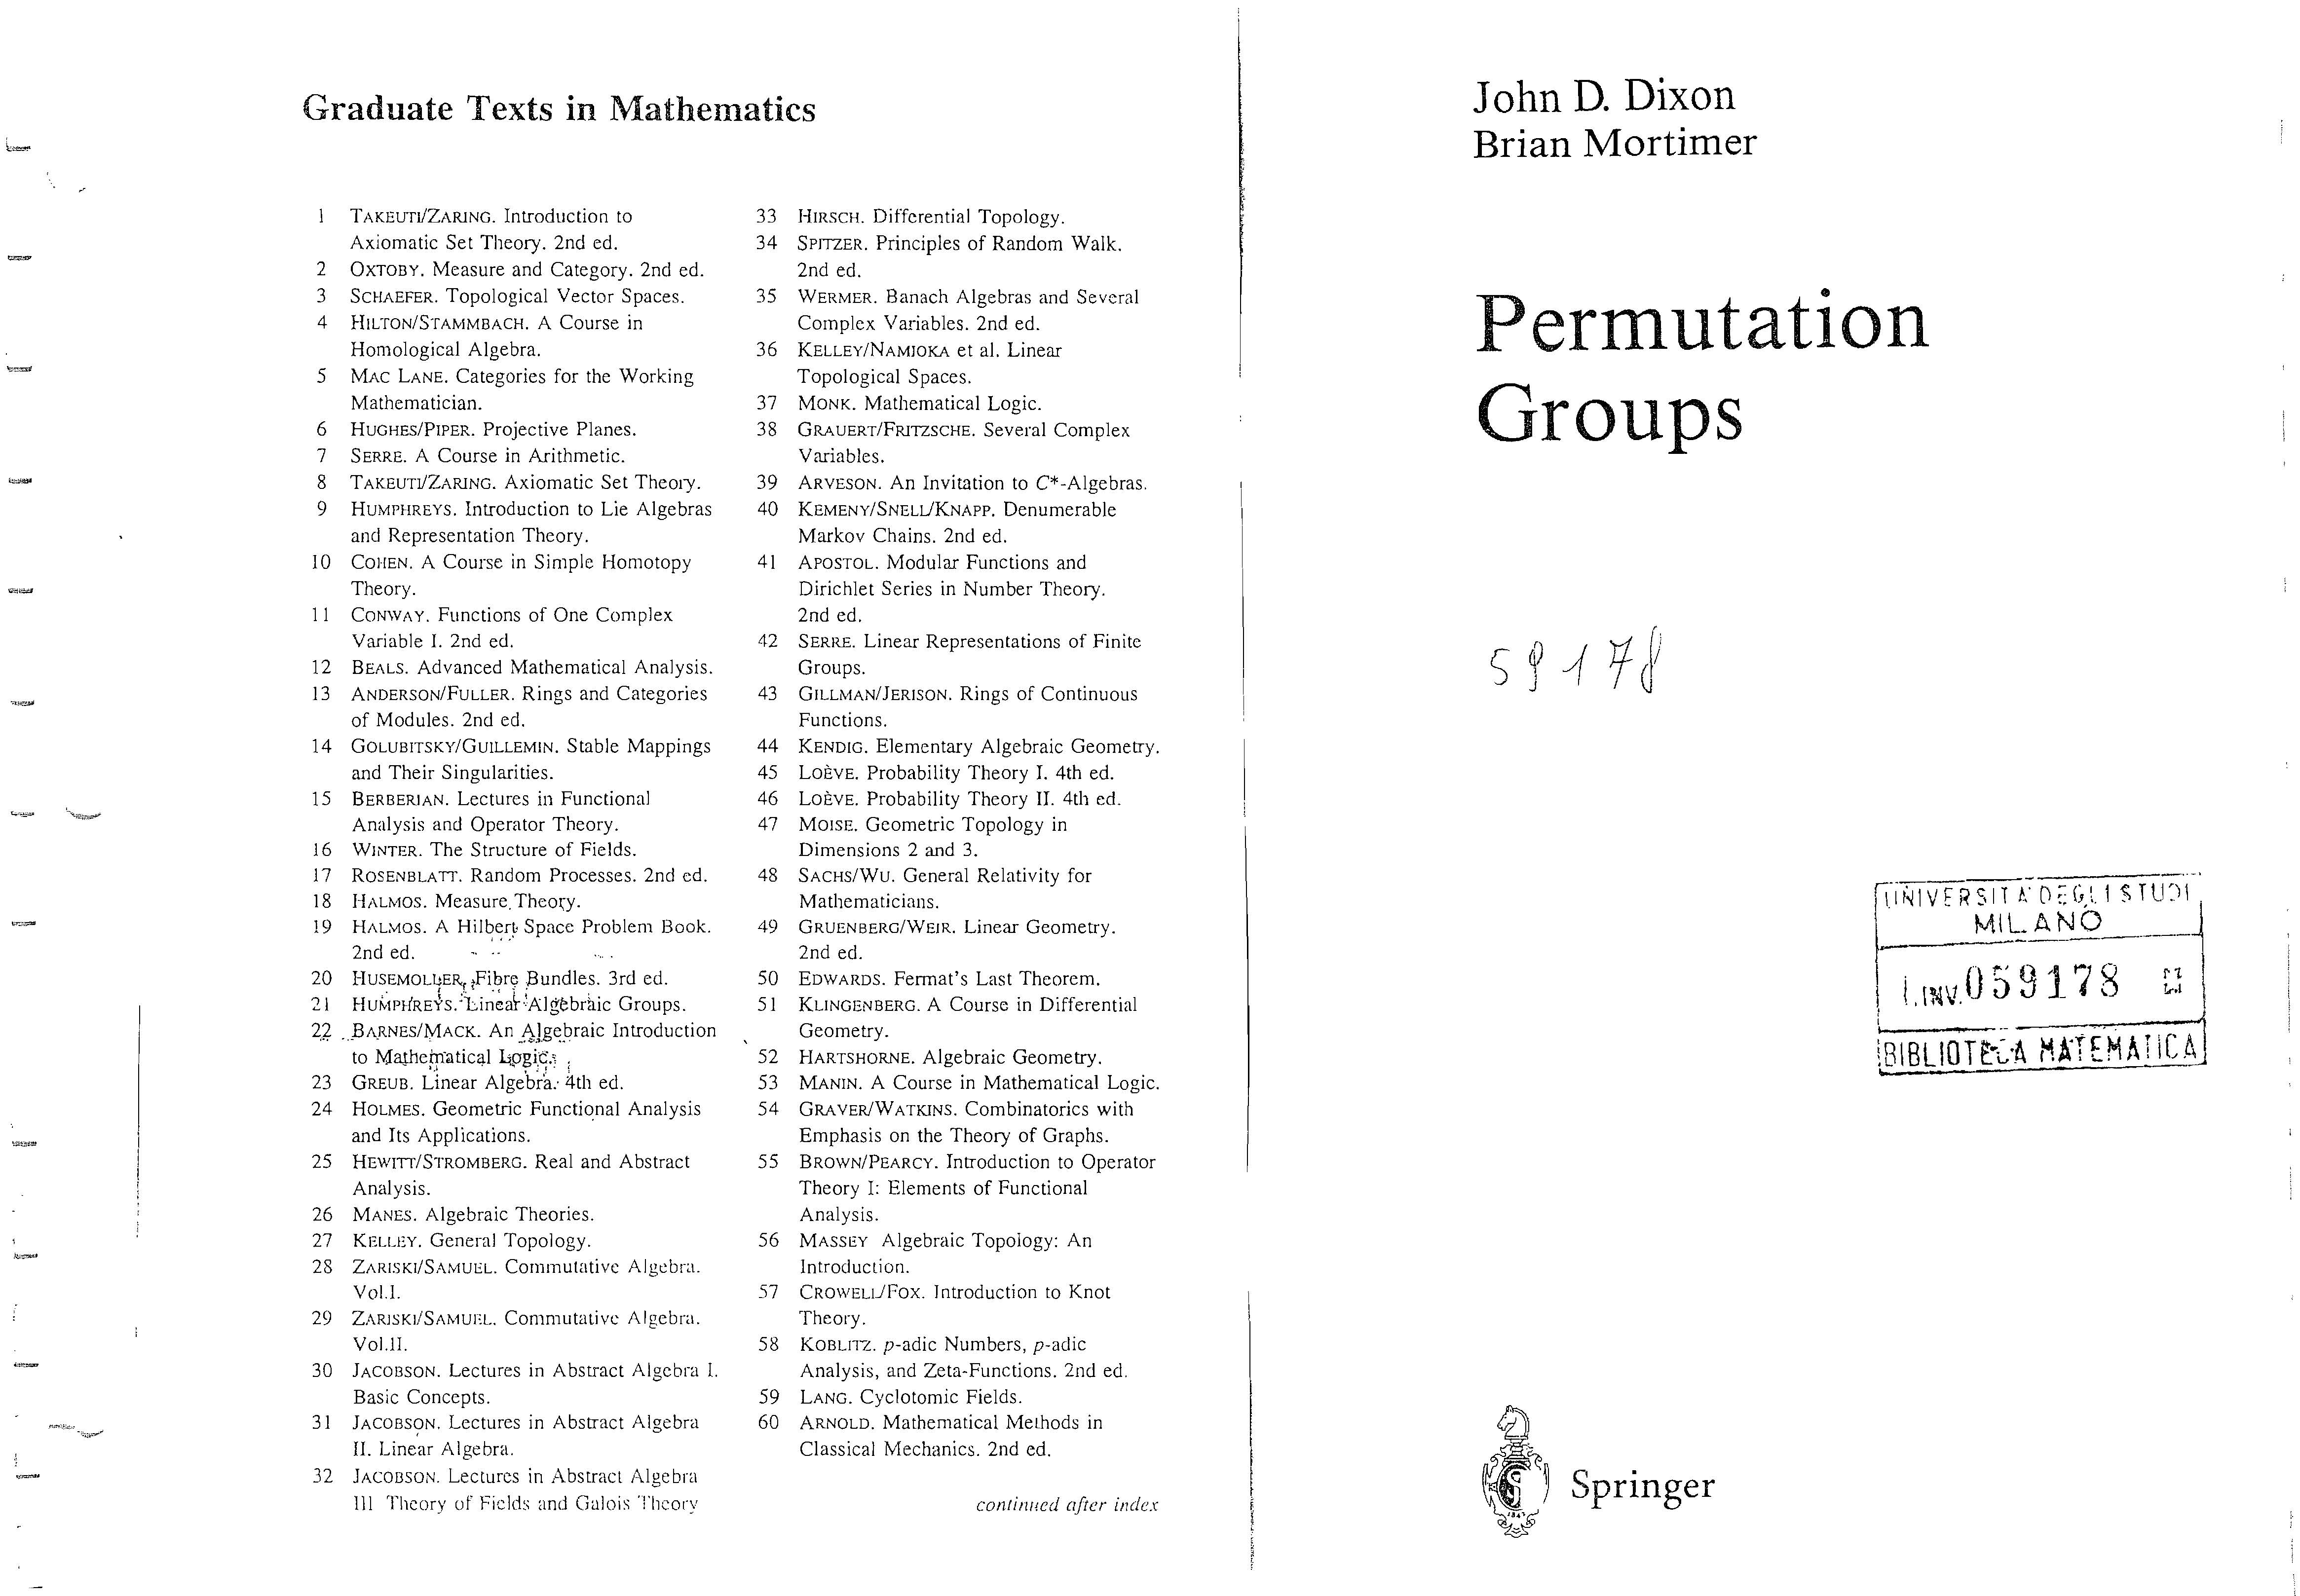 Graduate Texts in Mathematics
1 TAKEUTI/ZARING. Introduction to
Axiomatic Set Theory. 2nd ed.
2 OXTOBY. Measure and Category. 2nd ed.
3 SCHAEFER. Topological Vector Spaces.
4 HILTON/STAMMBACH. A Course in
Homological Algebra.
5 MAC LANE. Categories for the Working
Mathematician.
6 HUGHES/PIPER. Projective Planes.
7 SERRE. A Course in Arithmetic.
8 TAKEUTI/ZARING. Axiomatic Set Theory.
9 HUMPHREYS. Introduction to Lie Algebras
and Representation Theory.
10 COHEN. A Course in Simple Homotopy
Theory.
11 CONWAY. Functions of One Complex
Variable I. 2nd ed.
12 BEALS. Advanced Mathematical Analysis.
13 ANDERSON/FULLER. Rings and Categories
of Modules. 2nd ed.
14 GOLUBITSKY/GUILLEMIN. Stable Mappings
and Their Singularities.
15 BERBERIAN. Lectures in Functional
Analysis and Operator Theory.
16 WINTER. The Structure of Fields.
17 ROSENBLATT. Random Processes. 2nd ed.
18 HALMOS. Measure Theory.
19 HALMOS. A Hilbert Space Problem Book.
2nd ed.
20 HUSEMOLLER. Fibre Bundles. 3rd ed.
21 HUMPHREYS. Linear Algebraic Groups.
22 BARNES/MACK. An Algebraic Introduction
to Mathematical Logic.
23 GREUB. Linear Algebra. 4th ed.
24 HOLMES. Geometric Functional Analysis
and Its Applications.
25 HEWITT/STROMBERG. Real and Abstract
Analysis.
26 MANES. Algebraic Theories.
27 KELLEY. General Topology.
28 ZARISKI/SAMUEL. Commutative Algebra.
Vol.I.
29 ZARISKI/SAMUEL. Commutative Algebra.
Vol.II.
30 JACOBSON. Lectures in Abstract Algebra I.
Basic Concepts.
31 JACOBSON. Lectures in Abstract Algebra
II. Linear Algebra.
32 JACOBSON. Lectures in Abstract Algebra
III Theory of Fields and Galois Theory
33 HIRSCH. Differential Topology.
34 SPITZER. Principles of Random Walk.
2nd ed.
35 WERMER. Banach Algebras and Several
Complex Variables. 2nd ed.
36 KELLEY/NAMIOKA et al. Linear
Topological Spaces.
37 MONK. Mathematical Logic.
38 GRAUERT/FRITZSCHE. Several Complex
Variables.
39 ARVESON. An Invitation to C*-Algebras.
40 KEMENY/SNELL/KNAPP. Denumerable
Markov Chains. 2nd ed.
41 APOSTOL. Modular Functions and
Dirichlet Series in Number Theory.
2nd ed.
42 SERRE. Linear Representations of Finite
Groups.
43 GILLMAN/JERISON. Rings of Continuous
Functions.
44 KENDIG. Elementary Algebraic Geometry.
45 LOÈVE. Probability Theory I. 4th ed.
46 LOÈVE. Probability Theory II. 4th ed.
47 MOISE. Geometric Topology in
Dimensions 2 and 3.
48 SACHS/WU. General Relativity for
Mathematicians.
49 GRUENBERG/WEIR. Linear Geometry.
2nd ed.
50 EDWARDS. Fermat's Last Theorem.
51 KLINGENBERG. A Course in Differential
Geometry.
52 HARTSHORNE. Algebraic Geometry.
53 MANIN. A Course in Mathematical Logic.
54 GRAVER/WATKINS. Combinatorics with
Emphasis on the Theory of Graphs.
55 BROWN/PEARCY. Introduction to Operator
Theory I: Elements of Functional
Analysis.
56 MASSEY Algebraic Topology: An
Introduction.
57 CROWELL/FOX. Introduction to Knot
Theory.
58 KOBLITZ. p-adic Numbers, p-adic
Analysis, and Zeta-Functions. 2nd ed.
59 LANG. Cyclotomic Fields.
60 ARNOLD. Mathematical Methods in
Classical Mechanics. 2nd ed.
continued after index
John D. Dixon
Brian Mortimer
Permutation
Groups
59178
UNIVERSITA' DEGLI STUDI
MILANO
I.INV.059178
BIBLIOTECA MATEMATICA
Springer